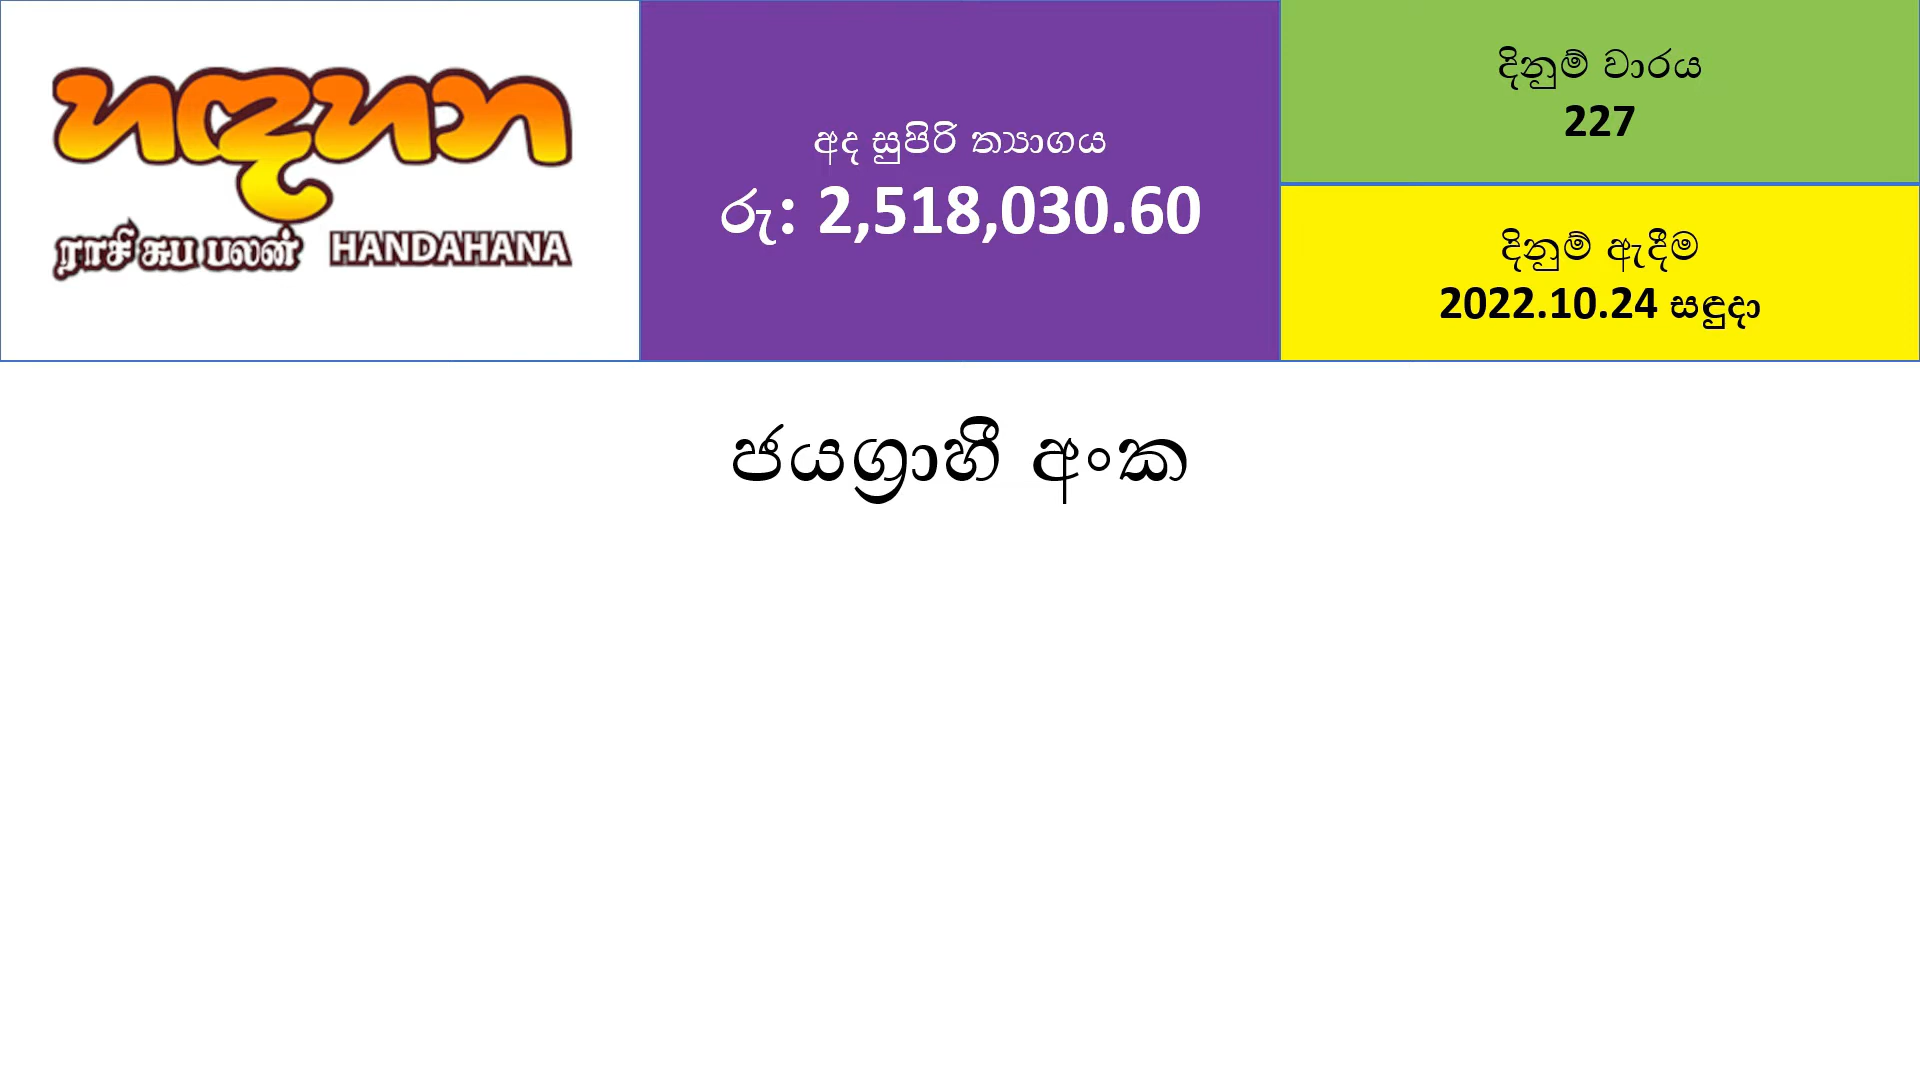 හඳහන
ராசி சுப பலன் HANDAHANA
අද සුපිරි ත්‍යාගය
රු: 2,518,030.60
දිනුම් වාරය
227
දිනුම් ඇදීම
2022.10.24 සඳුදා
ජයග්‍රාහී අංක